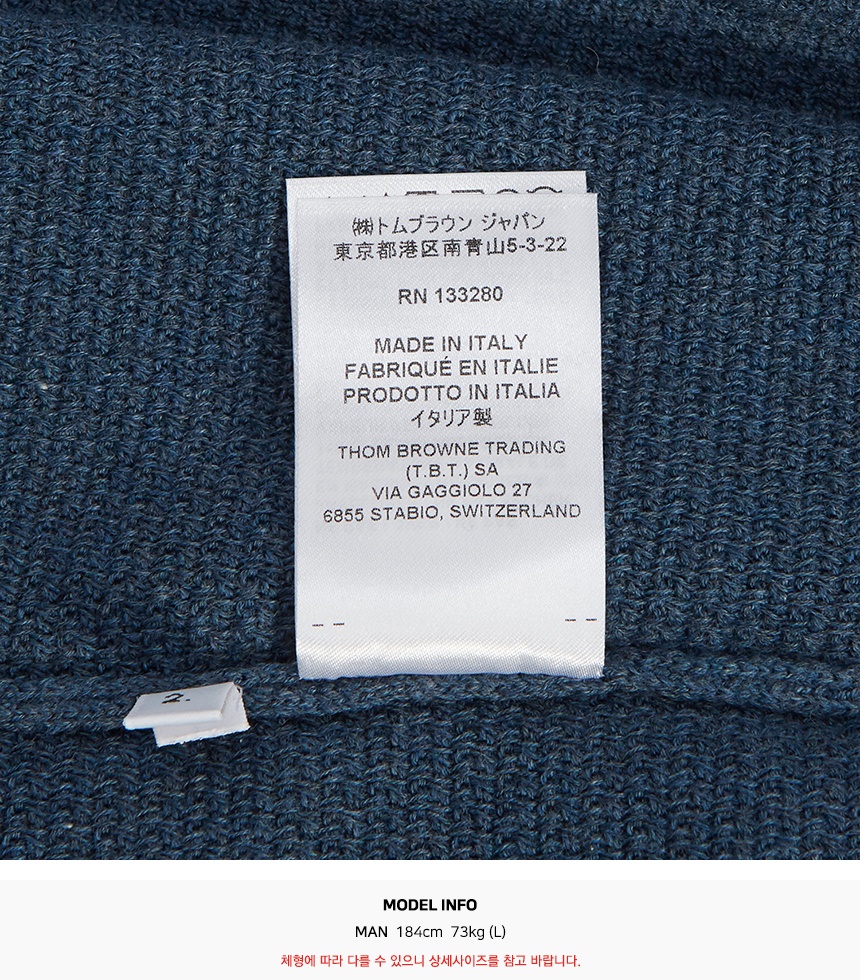 ㈱トムブラウン ジャパン
東京都港区南青山5-3-22
RN 133280
MADE IN ITALY
FABRIQUÉ EN ITALIE
PRODOTTO IN ITALIA
イタリア製
THOM BROWNE TRADING
(T.B.T.) SA
VIA GAGGIOLO 27
6855 STABIO, SWITZERLAND
2.
MODEL INFO
MAN 184cm 73kg (L)
체형에 따라 다를 수 있으니 상세사이즈를 참고 바랍니다.